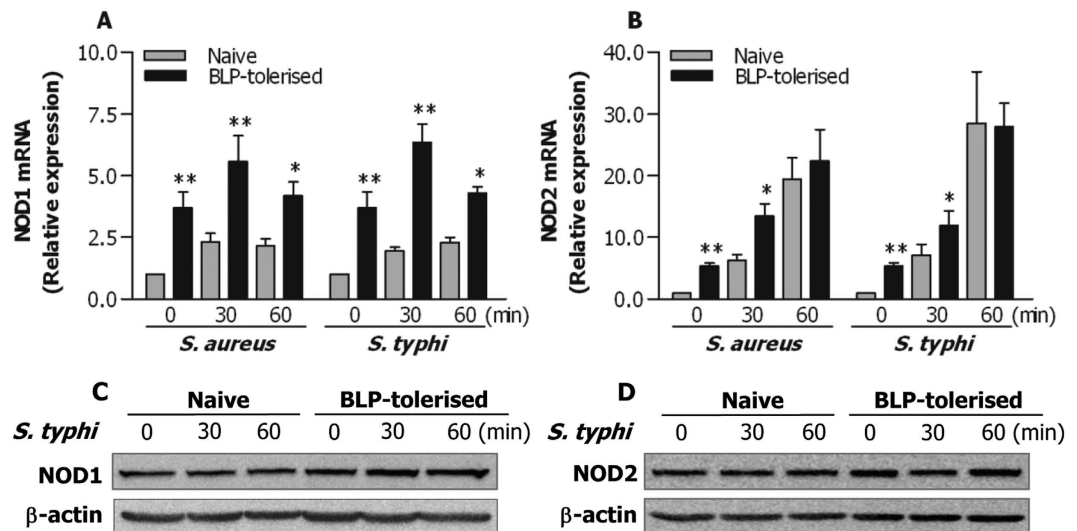 A
NOD1 mRNA
(Relative expression)
10.0
7.5
5.0
2.5
0.0
Naive
BLP-tolerised
** ** * ** ** *
0 30 60 0 30 60 (min)
S. aureus S. typhi
B
NOD2 mRNA
(Relative expression)
40.0
30.0
20.0
10.0
0.0
Naive
BLP-tolerised
** * ** *
0 30 60 0 30 60 (min)
S. aureus S. typhi
C
Naive BLP-tolerised
S. typhi 0 30 60 0 30 60 (min)
NOD1
β-actin
D
Naive BLP-tolerised
S. typhi 0 30 60 0 30 60 (min)
NOD2
β-actin